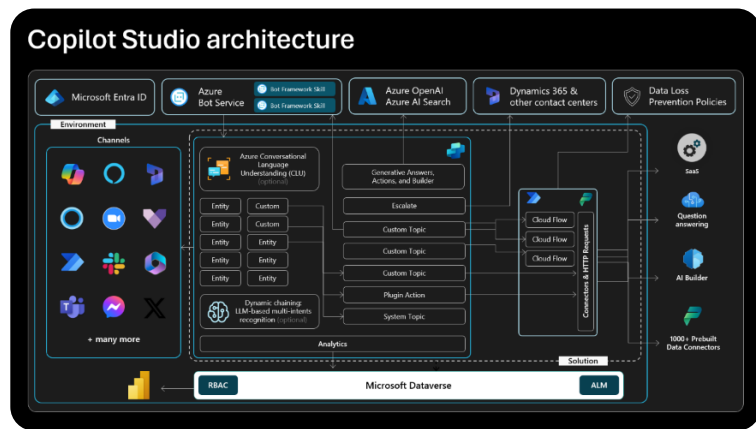 Copilot Studio architecture
Microsoft Entra ID
Azure
Bot Service
Bot Framework Skill
Bot Framework Skill
Azure OpenAI
Azure AI Search
Dynamics 365 &
other contact centers
Data Loss
Prevention Policies
Environment
Channels
+ many more
Azure Conversational
Language
Understanding (CLU)
(optional)
Entity
Custom
Entity
Custom
Entity
Entity
Entity
Entity
Entity
Entity
Dynamic chaining:
LLM-based multi-intents
recognition (optional)
Generative Answers,
Actions, and Builder
Escalate
Custom Topic
Custom Topic
Custom Topic
Plugin Action
System Topic
Analytics
Cloud Flow
Cloud Flow
Cloud Flow
Connectors & HTTP Requests
Solution
SaaS
Question
answering
AI Builder
1000+ Prebuilt
Data Connectors
RBAC
Microsoft Dataverse
ALM